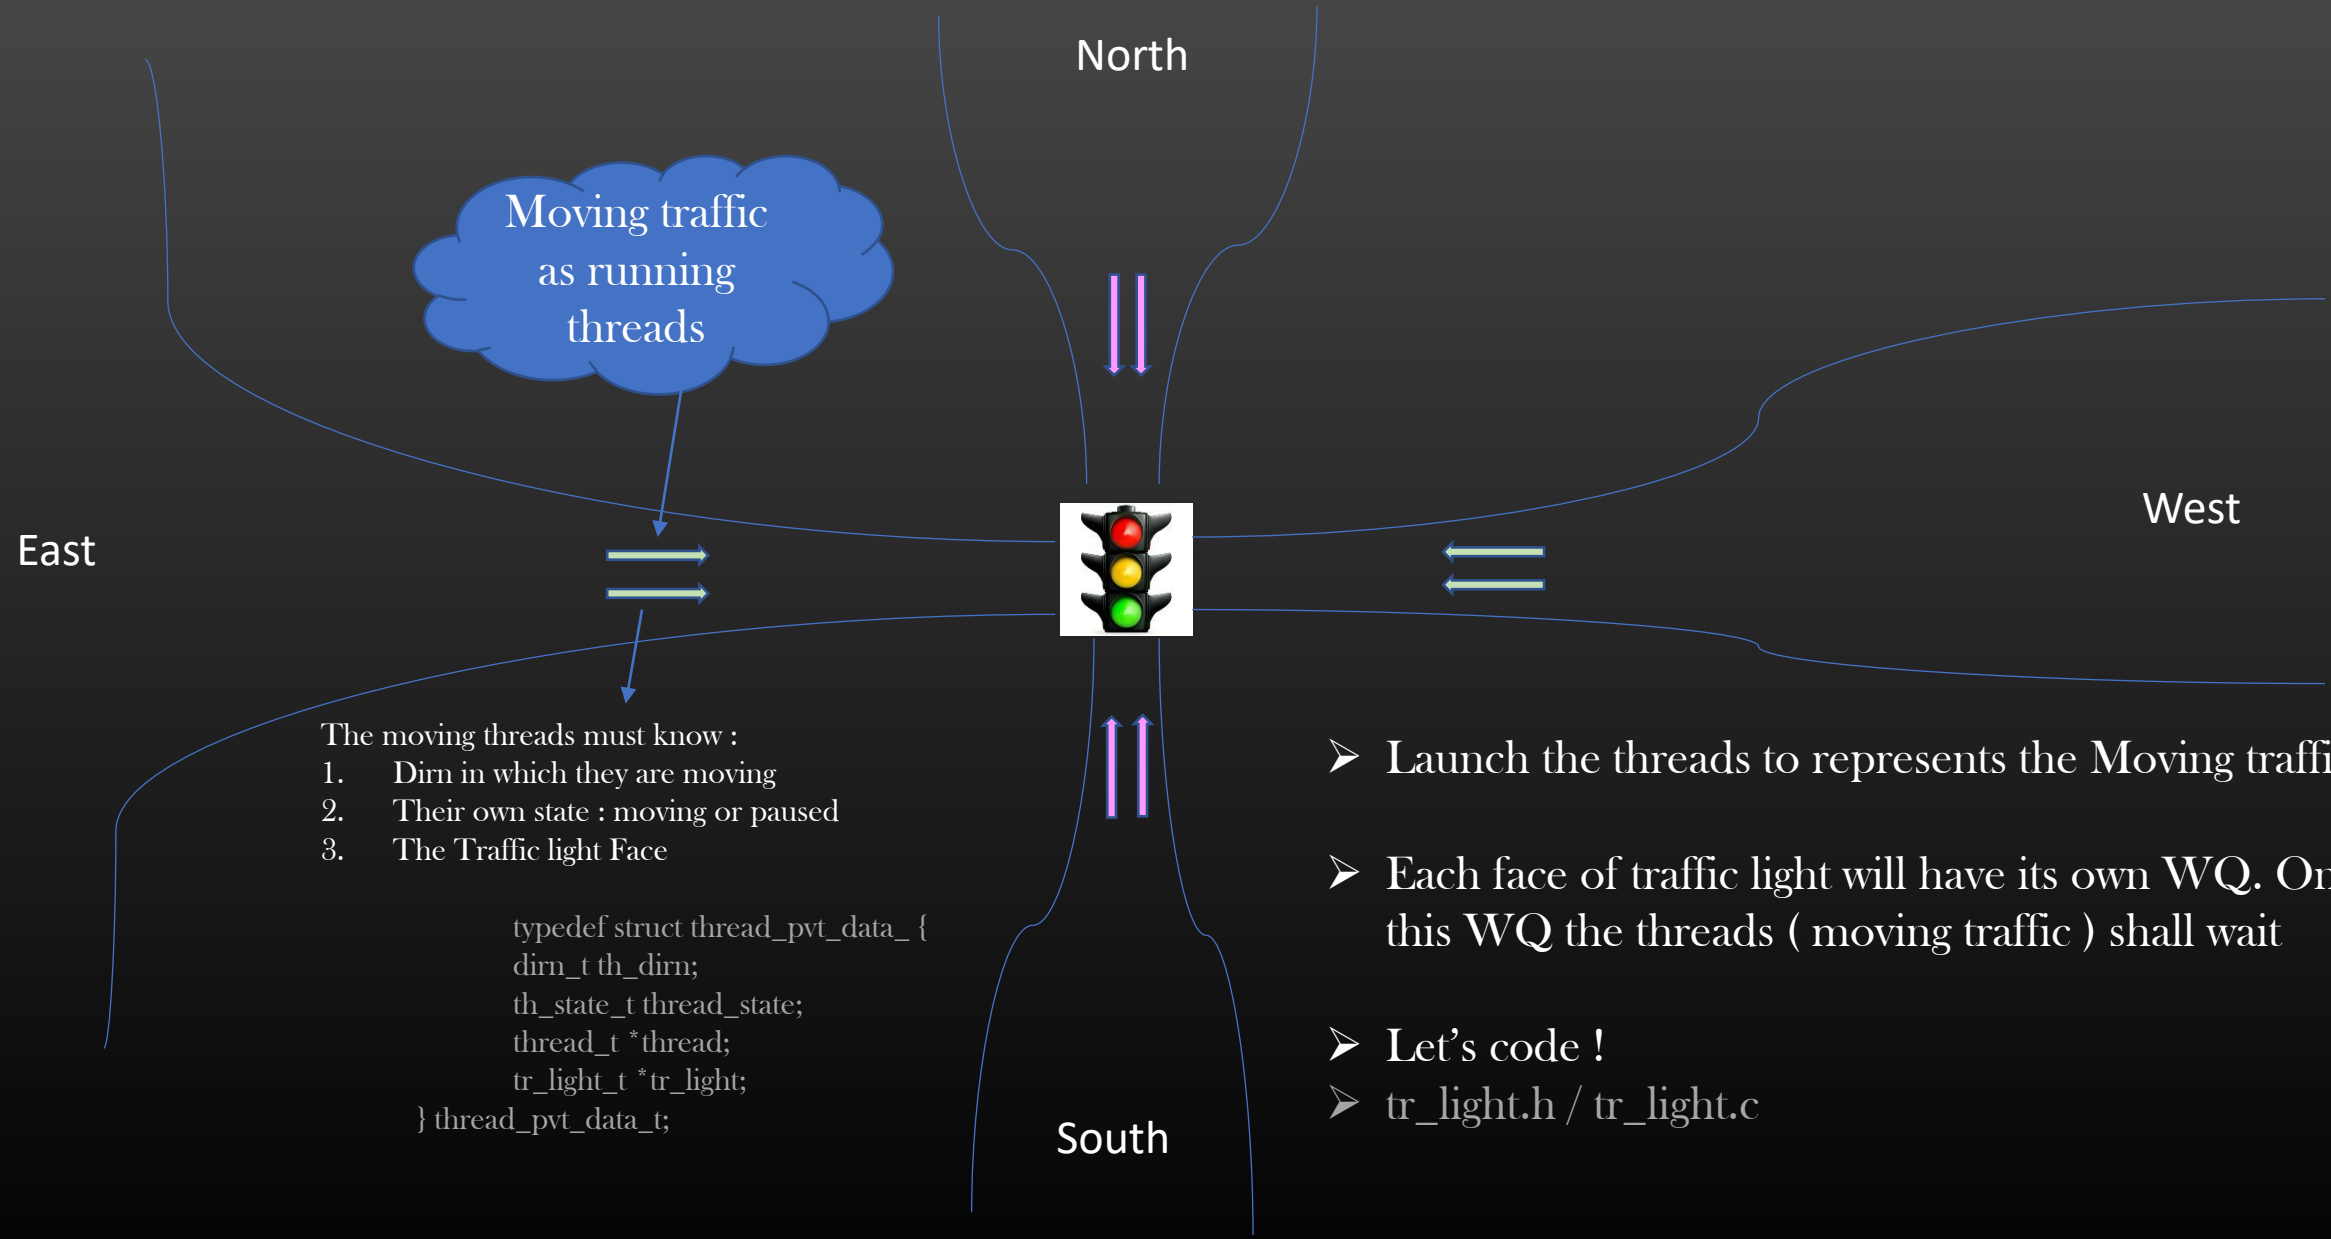 North
Moving traffic
as running
threads
West
East
The moving threads must know :
1. Dirn in which they are moving
2. Their own state : moving or paused
3. The Traffic light Face
typedef struct thread_pvt_data_ {
dirn_t th_dirn;
th_state_t thread_state;
thread_t *thread;
tr_light_t *tr_light;
} thread_pvt_data_t;
➢ Launch the threads to represents the Moving traffi
➢ Each face of traffic light will have its own WQ. On
this WQ the threads ( moving traffic ) shall wait
➢ Let's code !
➢ tr_light.h / tr_light.c
South